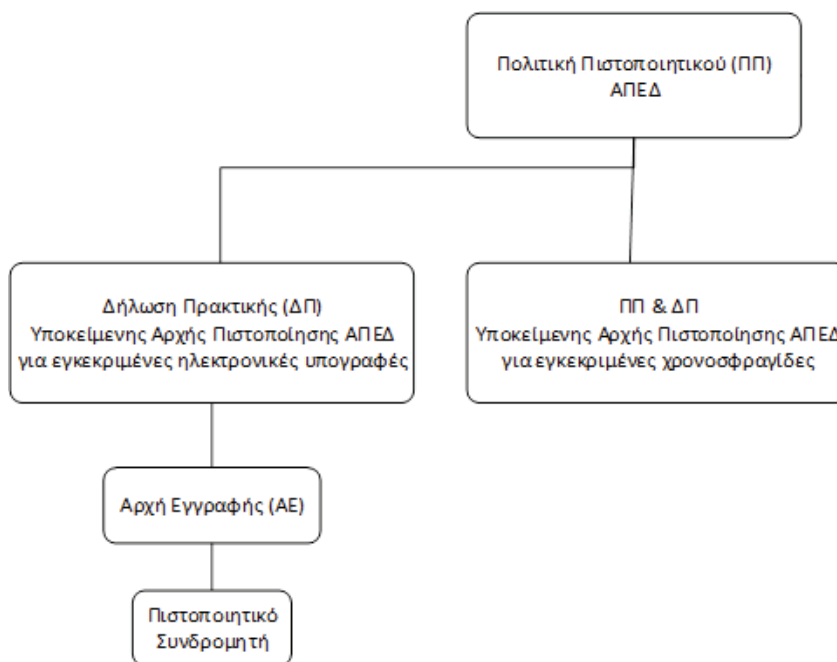 Πολιτική Πιστοποιητικού (ΠΠ)
ΑΠΕΔ
Δήλωση Πρακτικής (ΔΠ)
Υποκείμενης Αρχής Πιστοποίησης ΑΠΕΔ
για εγκεκριμένες ηλεκτρονικές υπογραφές
ΠΠ & ΔΠ
Υποκείμενης Αρχής Πιστοποίησης ΑΠΕΔ
για εγκεκριμένες χρονοσφραγίδες
Αρχή Εγγραφής (ΑΕ)
Πιστοποιητικό
Συνδρομητή